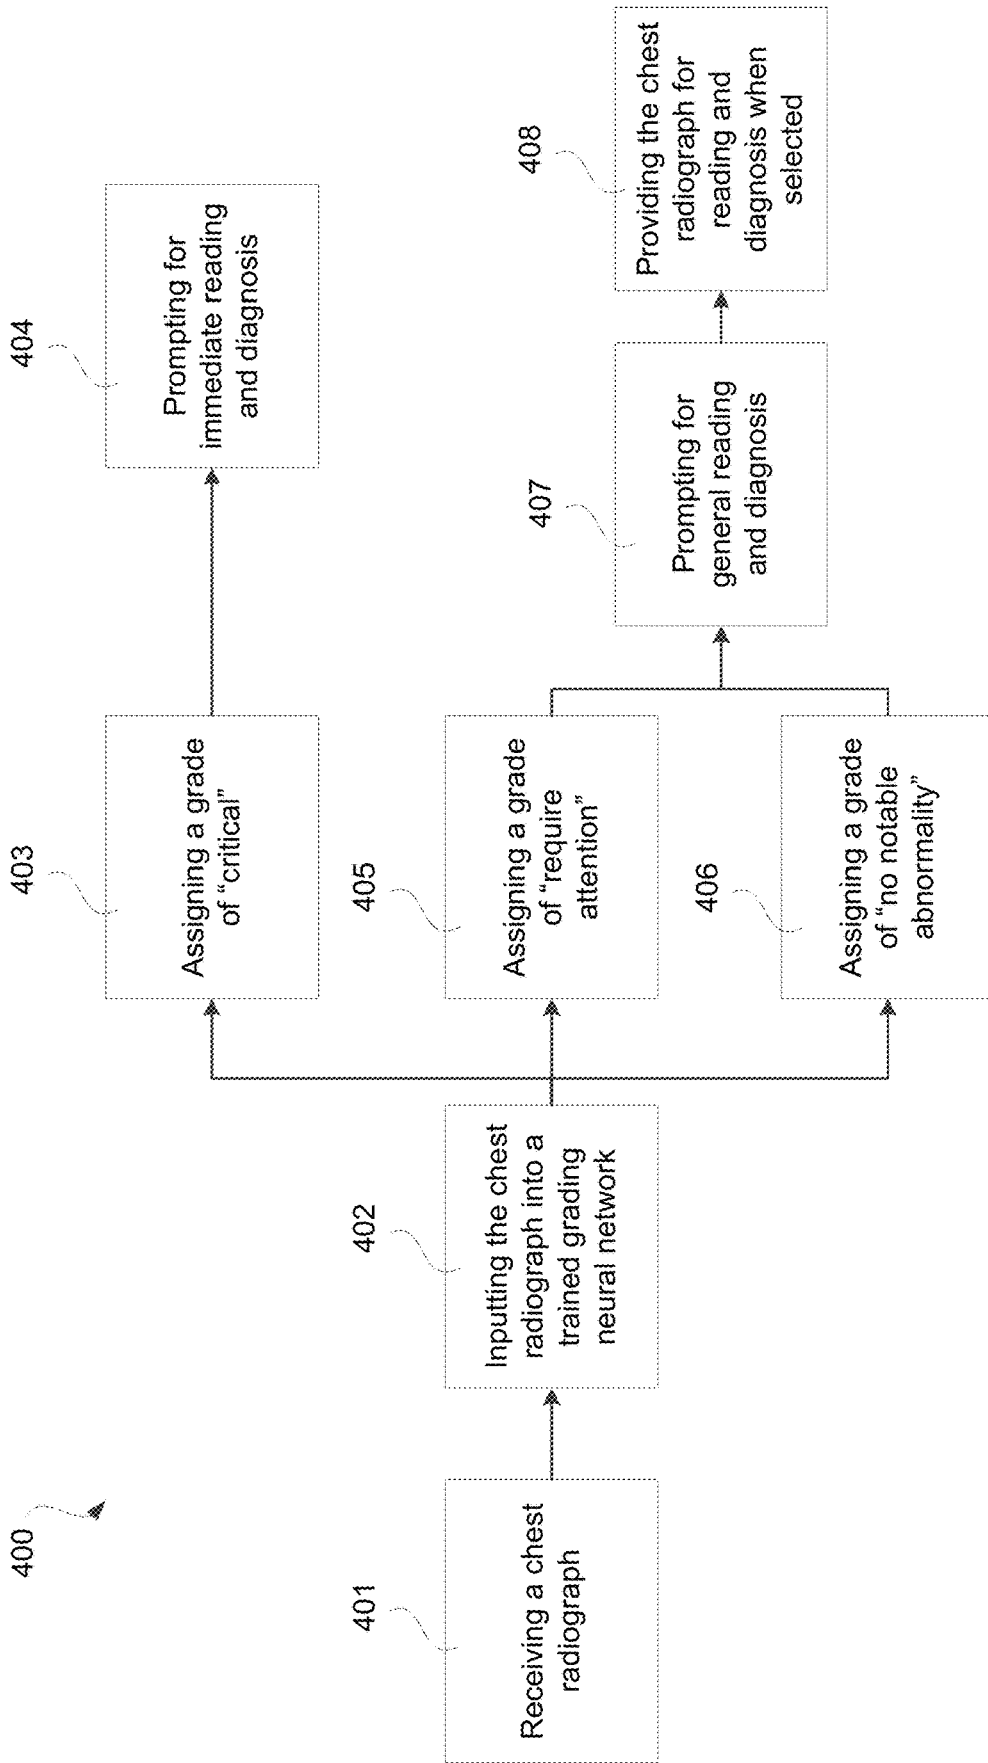 400
401
Receiving a chest
radiograph
402
Inputting the chest
radiograph into a
trained grading
neural network
403
Assigning a grade
of “critical”
404
Prompting for
immediate reading
and diagnosis
405
Assigning a grade
of “require
attention”
406
Assigning a grade
of “no notable
abnormality”
407
Prompting for
general reading
and diagnosis
408
Providing the chest
radiograph for
reading and
diagnosis when
selected